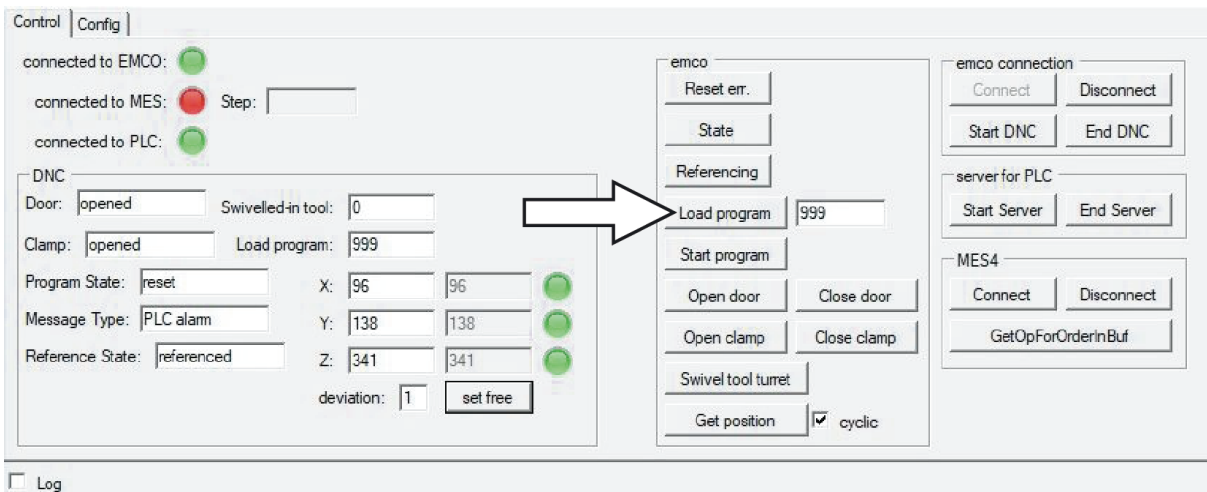 Control Config
connected to EMCO:
connected to MES: Step:
connected to PLC:
DNC
Door: opened Swivelled-in tool: 0
Clamp: opened Load program: 999
Program State: reset X: 96 96
Message Type: PLC alarm Y: 138 138
Reference State: referenced Z: 341 341
deviation: 1 set free
emco
Reset err.
State
Referencing
Load program 999
Start program
Open door Close door
Open clamp Close clamp
Swivel tool turret
Get position cyclic
emco connection
Connect Disconnect
Start DNC End DNC
server for PLC
Start Server End Server
MES4
Connect Disconnect
GetOpForOrderInBuf
Log